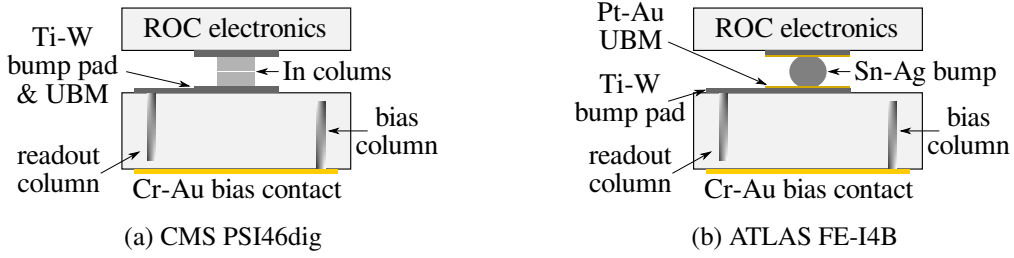 ROC electronics
Ti-W
bump pad
& UBM
In colums
readout
column
bias
column
Cr-Au bias contact
(a) CMS PSI46dig
Pt-Au
UBM
ROC electronics
Sn-Ag bump
Ti-W
bump pad
readout
column
bias
column
Cr-Au bias contact
(b) ATLAS FE-I4B